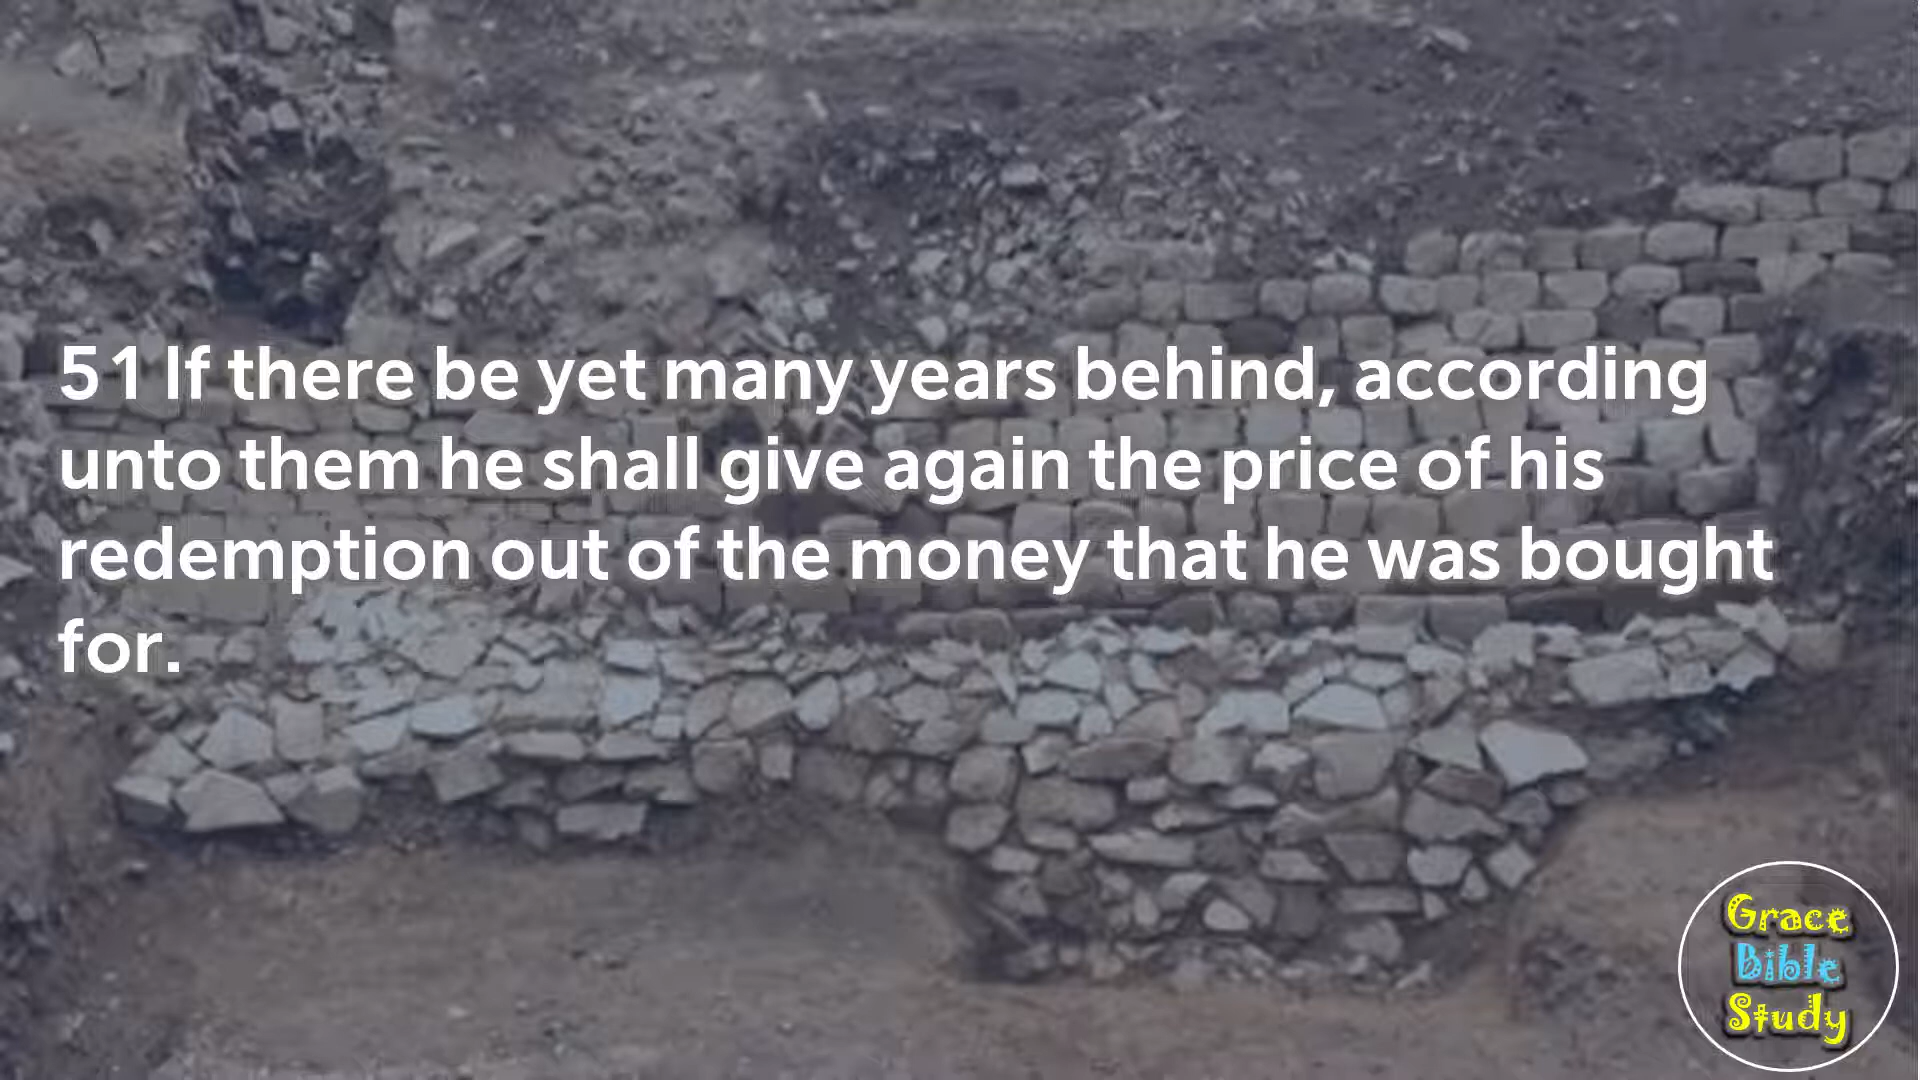 51 If there be yet many years behind, according
unto them he shall give again the price of his
redemption out of the money that he was bought
for.
Grace
Bible
Study